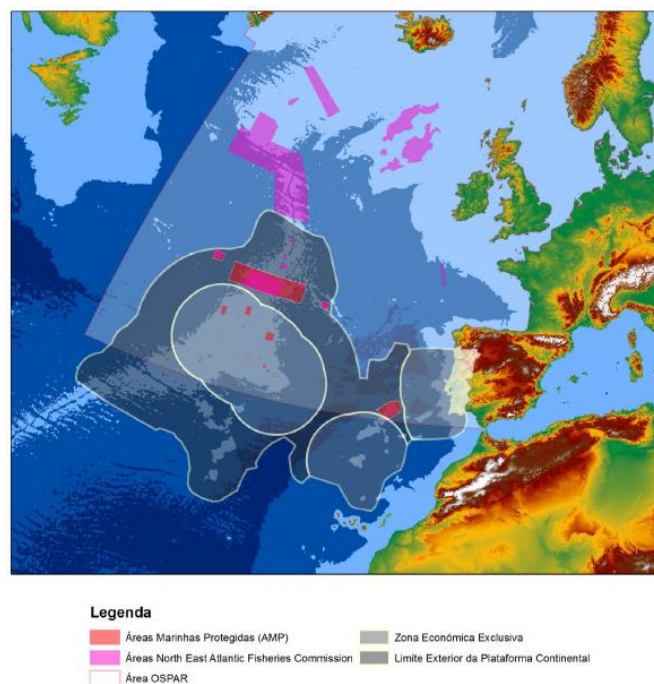 Legenda
Áreas Marinhas Protegidas (AMP)
Zona Económica Exclusiva
Áreas North East Atlantic Fisheries Commission
Limite Exterior da Plataforma Continental
Área OSPAR